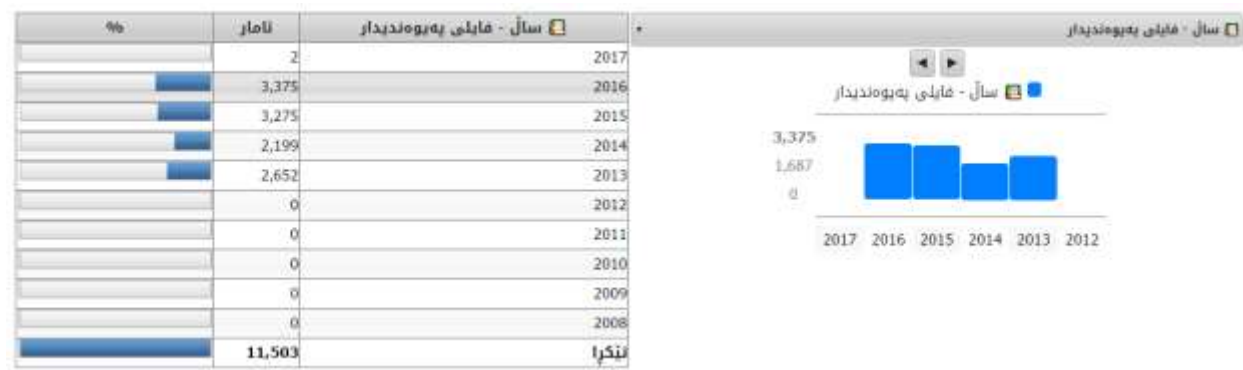 ساڵ - فایلی پەیوەندیدار
ساڵ - فایلی پەیوەندیدار
3,375
1,687
0
2017 2016 2015 2014 2013 2012
ساڵ - فایلی پەیوەندیدار ئامار %
2017 2
2016 3,375
2015 3,275
2014 2,199
2013 2,652
2012 0
2011 0
2010 0
2009 0
2008 0
تێکڕا 11,503